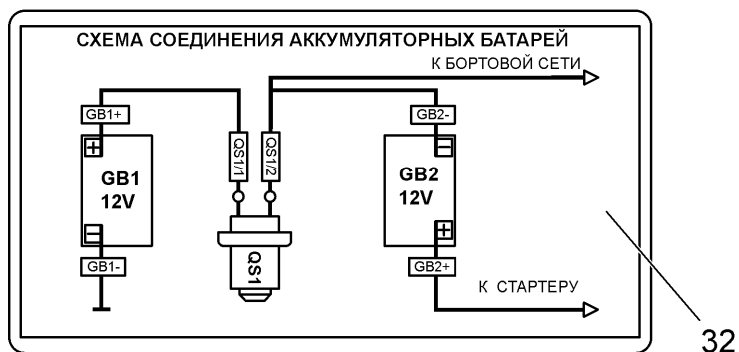 СХЕМА СОЕДИНЕНИЯ АККУМУЛЯТОРНЫХ БАТАРЕЙ
К БОРТОВОЙ СЕТИ
GB1+
QS1/1
QS1/2
GB2-
+
GB1
12V
-
GB1-
QS1
-
GB2
12V
+
GB2+
К СТАРТЕРУ
32